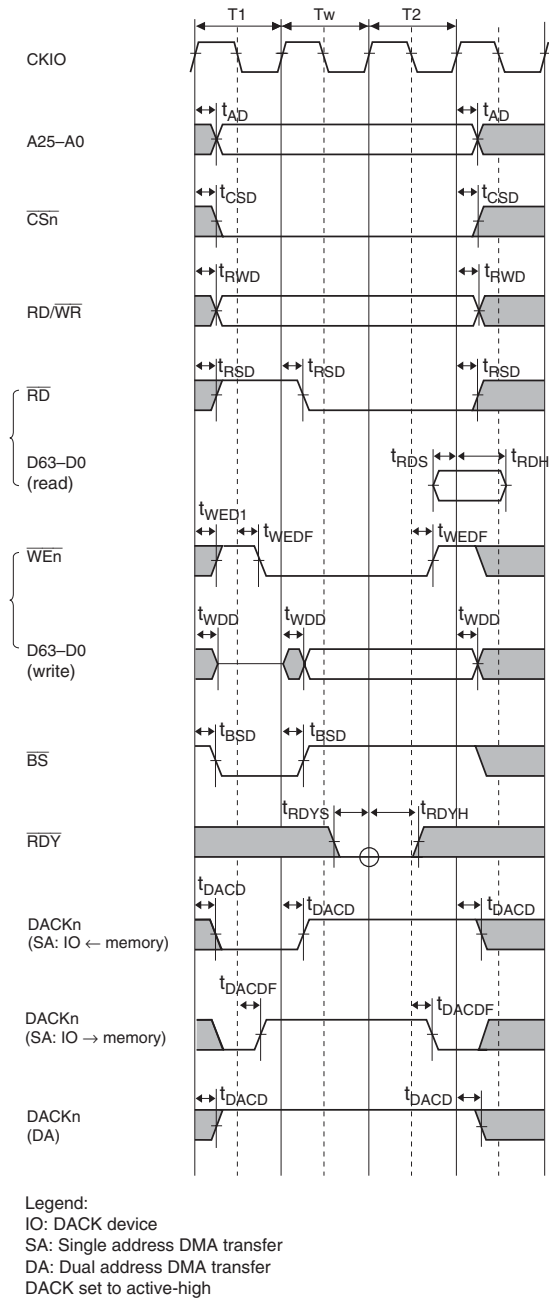 T1 Tw T2
CKIO
tAD tAD
A25–A0
tCSD tCSD
CSn
tRWD tRWD
RD/WR
tRSD tRSD tRSD
RD
D63–D0
(read)
tRDS tRDH
tWED1 tWEDF tWEDF
WEn
tWDD tWDD tWDD
D63–D0
(write)
tBSD tBSD
BS
tRDYS tRDYH
RDY
tDACD tDACD tDACD
DACKn
(SA: IO ← memory)
tDACDF tDACDF
DACKn
(SA: IO → memory)
tDACD tDACD
DACKn
(DA)
Legend:
IO: DACK device
SA: Single address DMA transfer
DA: Dual address DMA transfer
DACK set to active-high